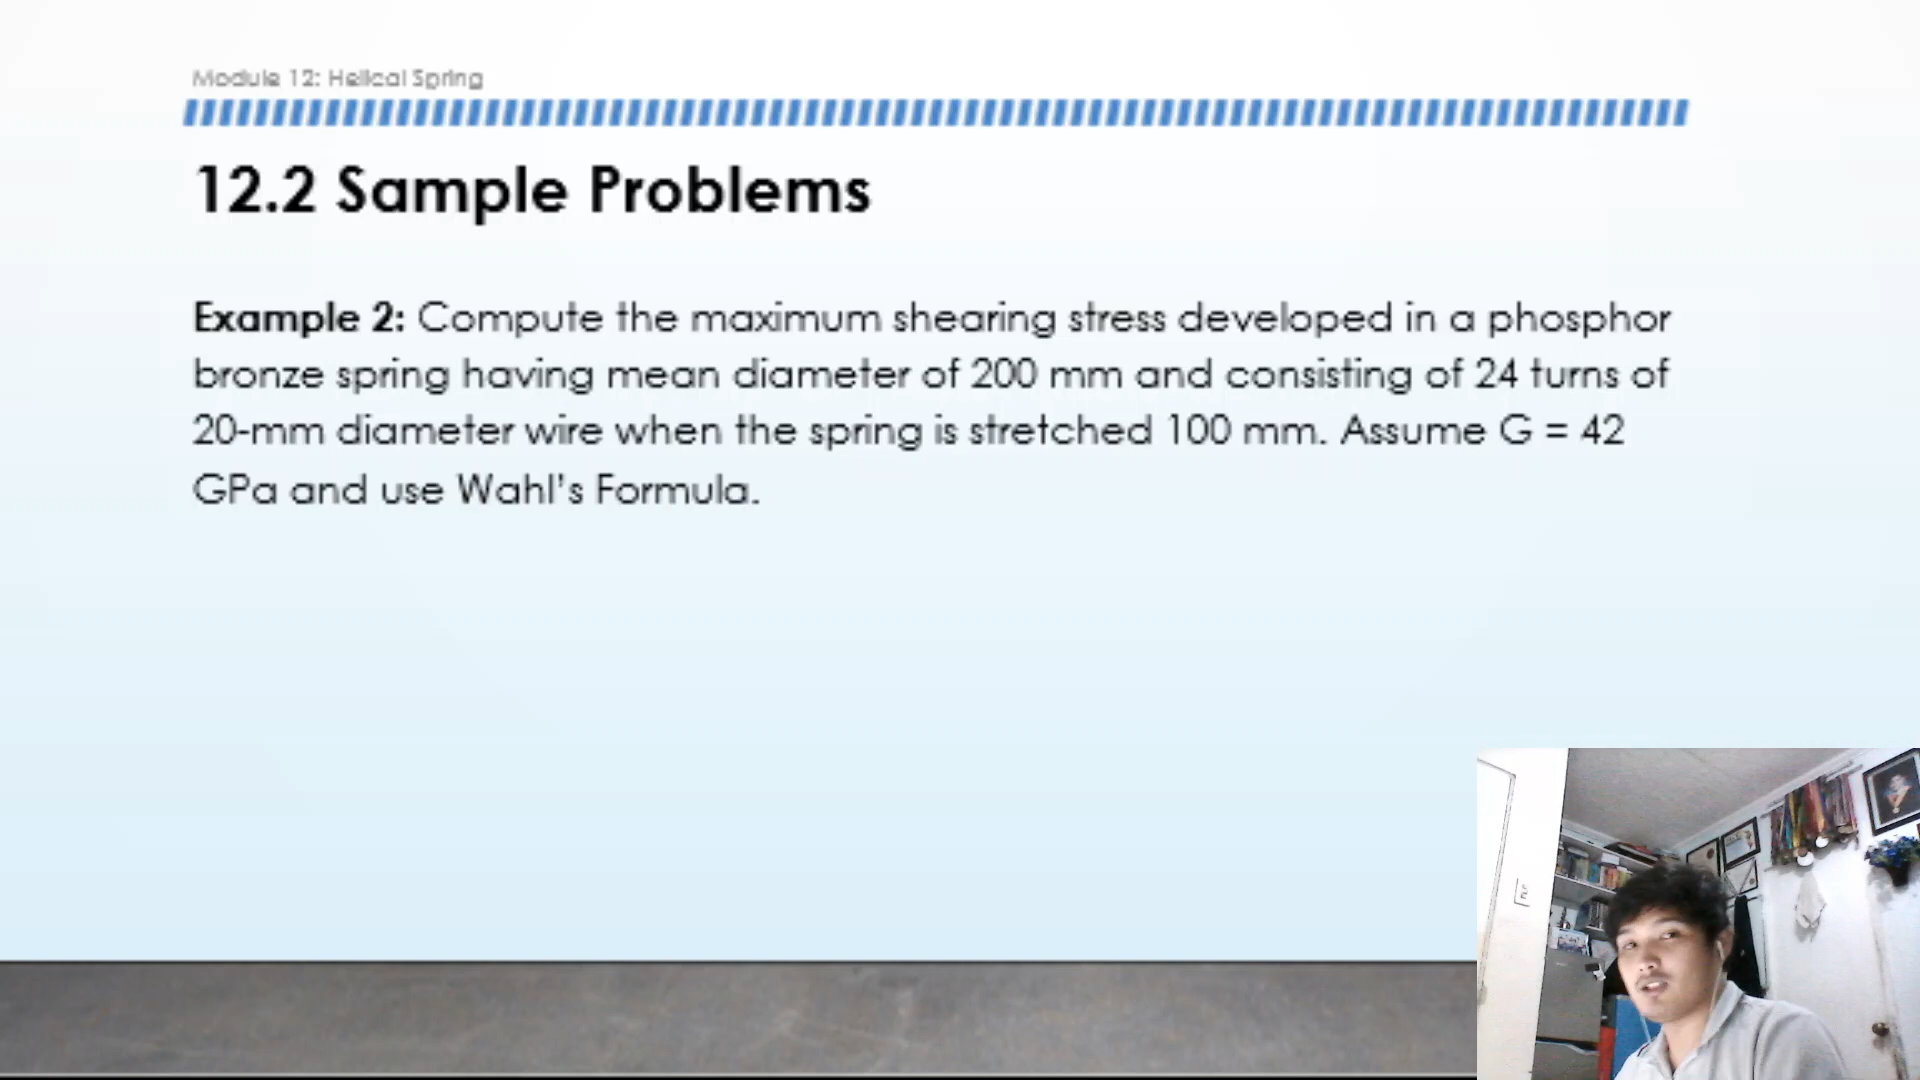 Module 12: Helical Spring
12.2 Sample Problems
Example 2: Compute the maximum shearing stress developed in a phosphor
bronze spring having mean diameter of 200 mm and consisting of 24 turns of
20-mm diameter wire when the spring is stretched 100 mm. Assume G = 42
GPa and use Wahl's Formula.